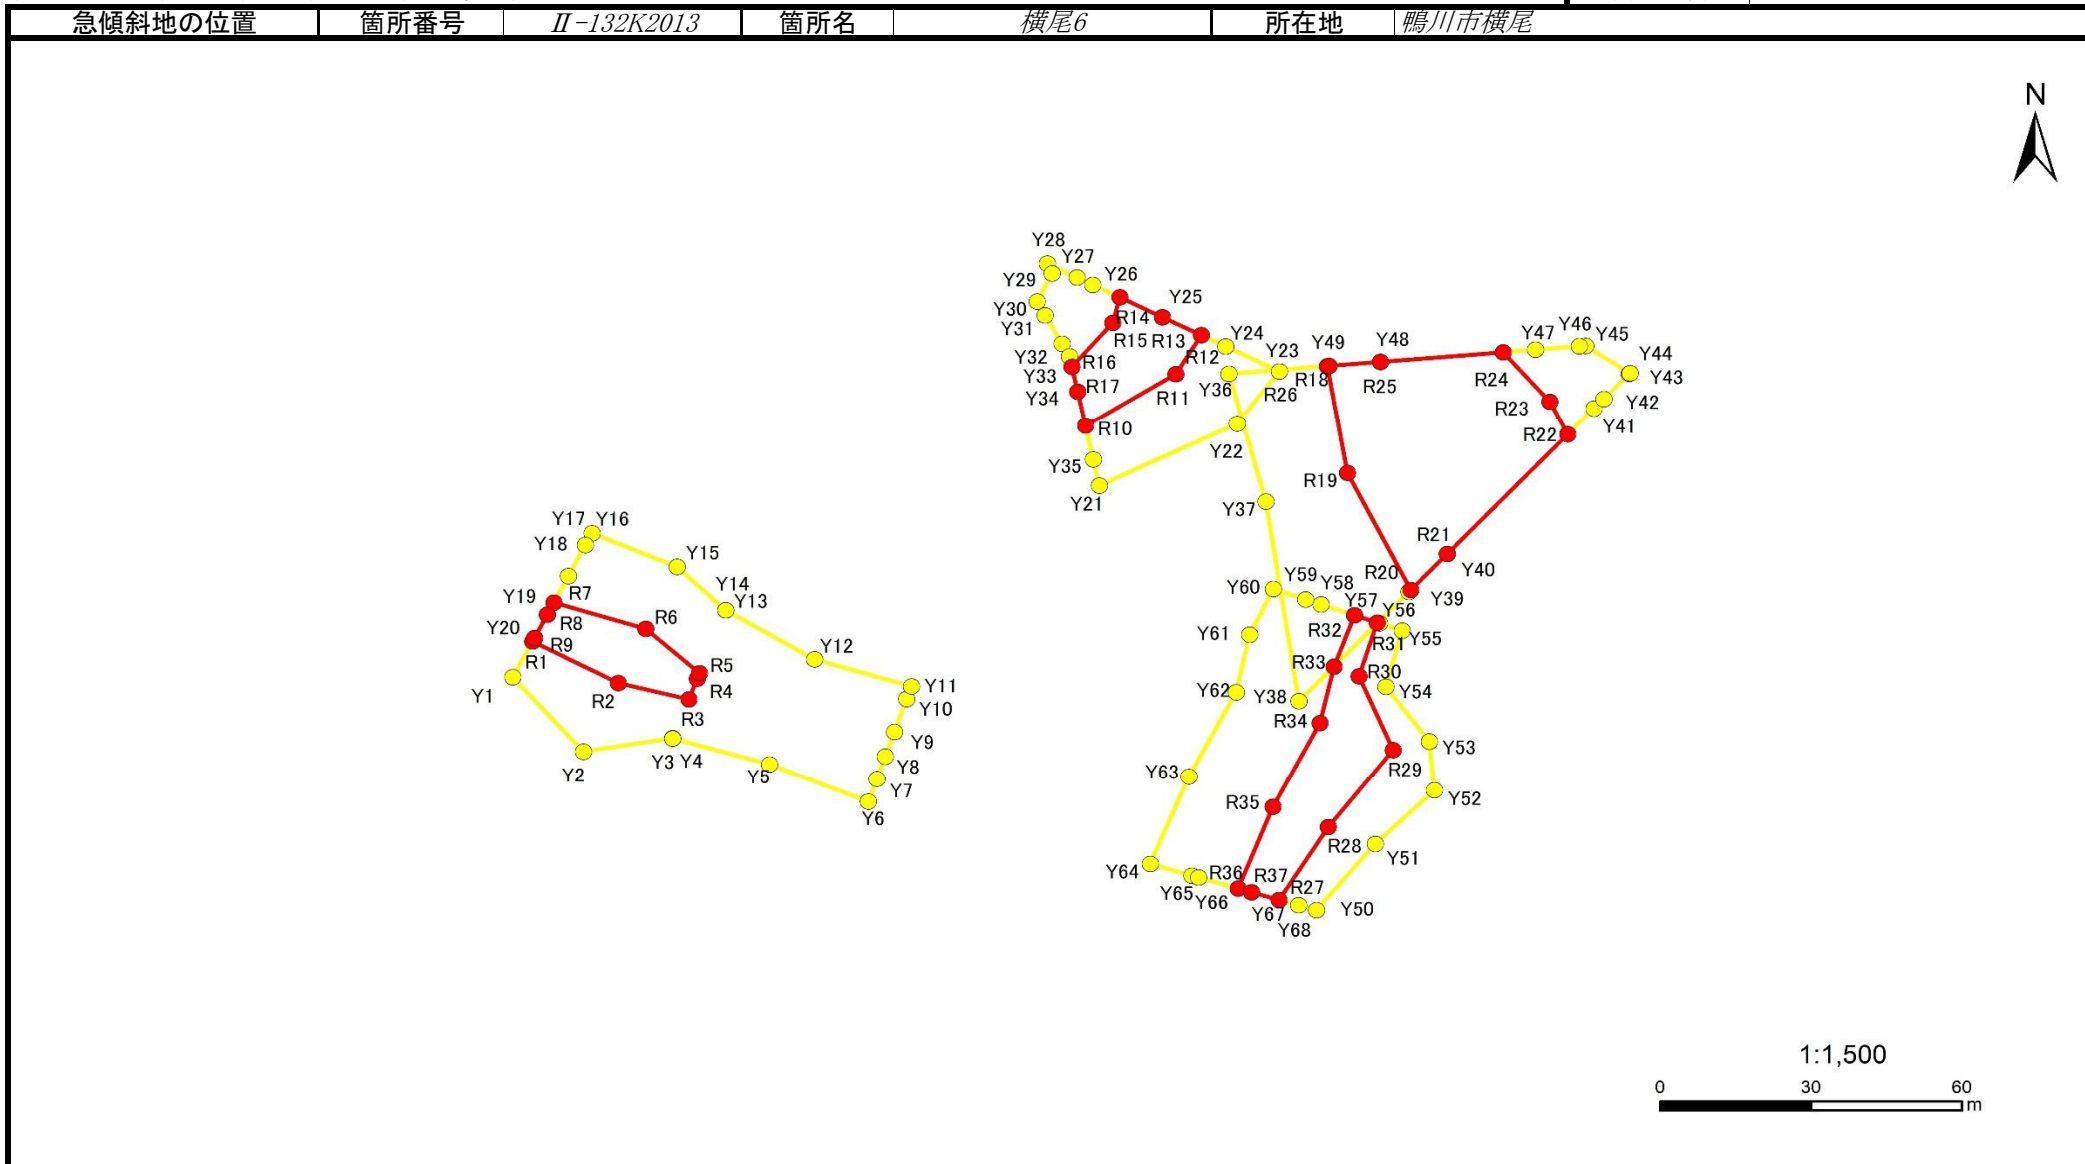 急傾斜地の位置 箇所番号 Ⅱ-132K2013 箇所名 横尾6 所在地 鴨川市横尾
N
Y28
Y27
Y26
Y29
Y25
Y30
R14
Y31
R15
R13
Y24
Y46
Y45
Y47
Y32
R16
R12
Y23
Y49
Y48
Y44
Y33
R17
R11
Y36
R26
R18
R25
R24
Y43
Y34
R23
Y42
R10
Y22
R22
Y41
Y35
R19
Y21
Y37
Y17
Y16
Y18
R21
Y15
Y40
Y14
R20
Y19
R7
Y13
Y60
Y59
Y58
Y39
R8
R6
Y57
Y56
Y20
R9
Y61
R32
R31
Y55
R1
Y12
R5
R33
R30
Y1
R2
R4
Y11
Y62
Y38
Y54
R3
Y10
R34
Y2
Y3
Y4
Y9
Y53
Y5
Y8
Y63
R29
Y7
Y52
Y6
R35
R28
Y51
Y64
R36
R37
Y65
Y66
R27
Y67
Y50
Y68
1:1,500
0 30 60
m